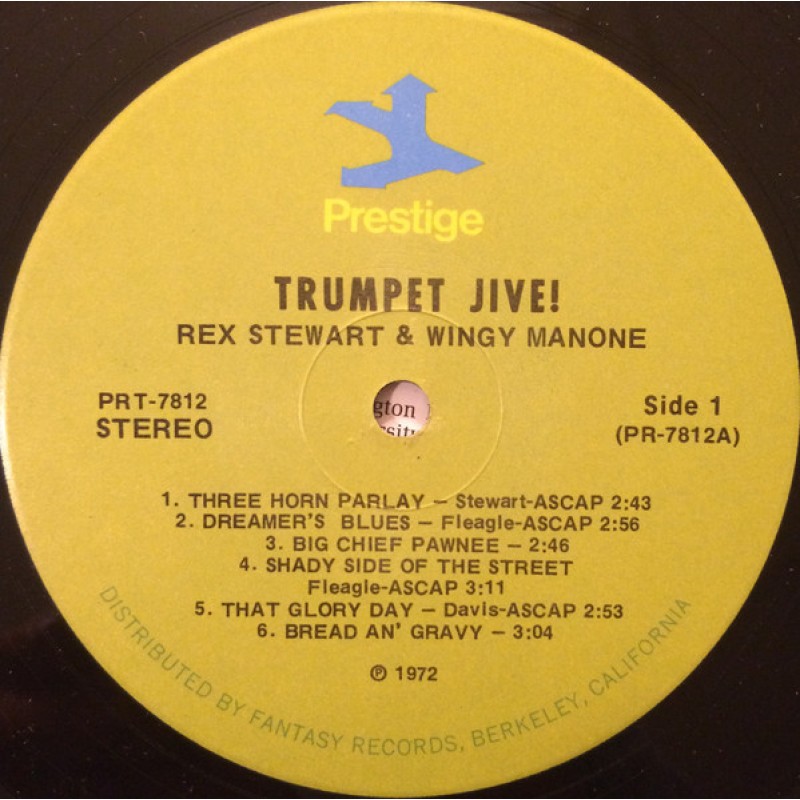 Prestige
TRUMPET JIVE!
REX STEWART & WINGY MANONE
PRT-7812
STEREO
Side 1
(PR-7812A)
gton
1. THREE HORN PARLAY – Stewart-ASCAP 2:43
2. DREAMER'S BLUES – Fleagle-ASCAP 2:56
3. BIG CHIEF PAWNEE – 2:46
4. SHADY SIDE OF THE STREET
Fleagle-ASCAP 3:11
5. THAT GLORY DAY – Davis-ASCAP 2:53
6. BREAD AN' GRAVY – 3:04
℗ 1972
DISTRIBUTED BY FANTASY RECORDS, BERKELEY, CALIFORNIA